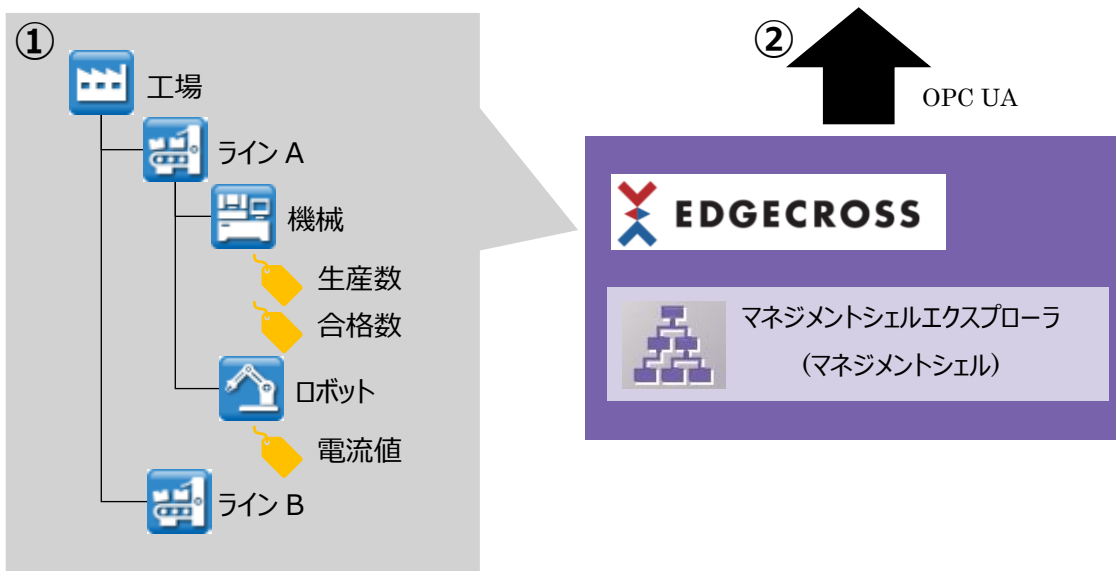 ①
工場
ライン A
機械
生産数
合格数
ロボット
電流値
ライン B
②
OPC UA
EDGECROSS
マネジメントシェルエクスプローラ
(マネジメントシェル)